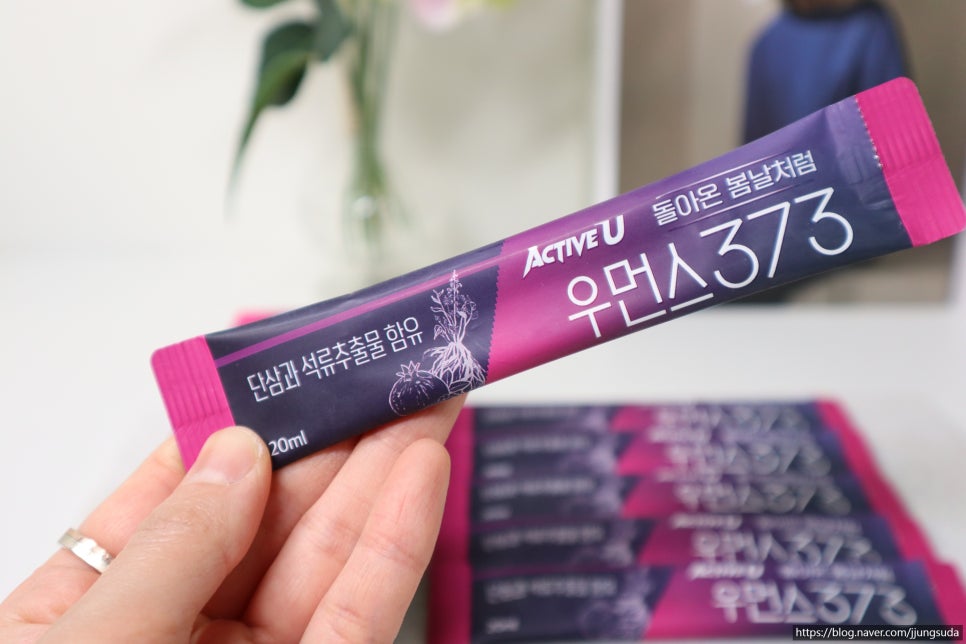 돌아온 봄날처럼
ACTIVE U
우먼스373
단삼과 석류추출물 함유
20ml
우먼스373
우먼스373
우먼스373
우먼스373
우먼스373
https://blog.naver.com/jjungsuda